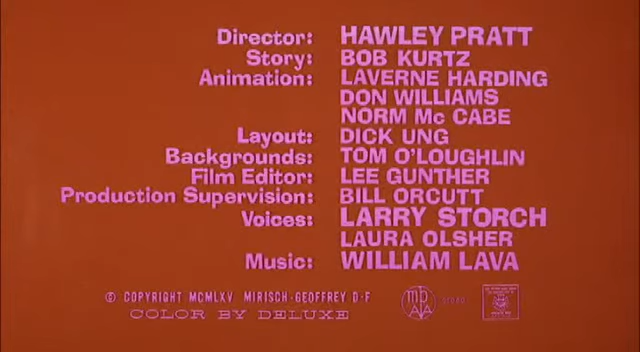 Director: HAWLEY PRATT
Story: BOB KURTZ
Animation: LAVERNE HARDING
DON WILLIAMS
NORM Mc CABE
Layout: DICK UNG
Backgrounds: TOM O'LOUGHLIN
Film Editor: LEE GUNTHER
Production Supervision: BILL ORCUTT
Voices: LARRY STORCH
LAURA OLSHER
Music: WILLIAM LAVA
© COPYRIGHT MCMLXV MIRISCH-GEOFFREY D-F
COLOR BY DELUXE